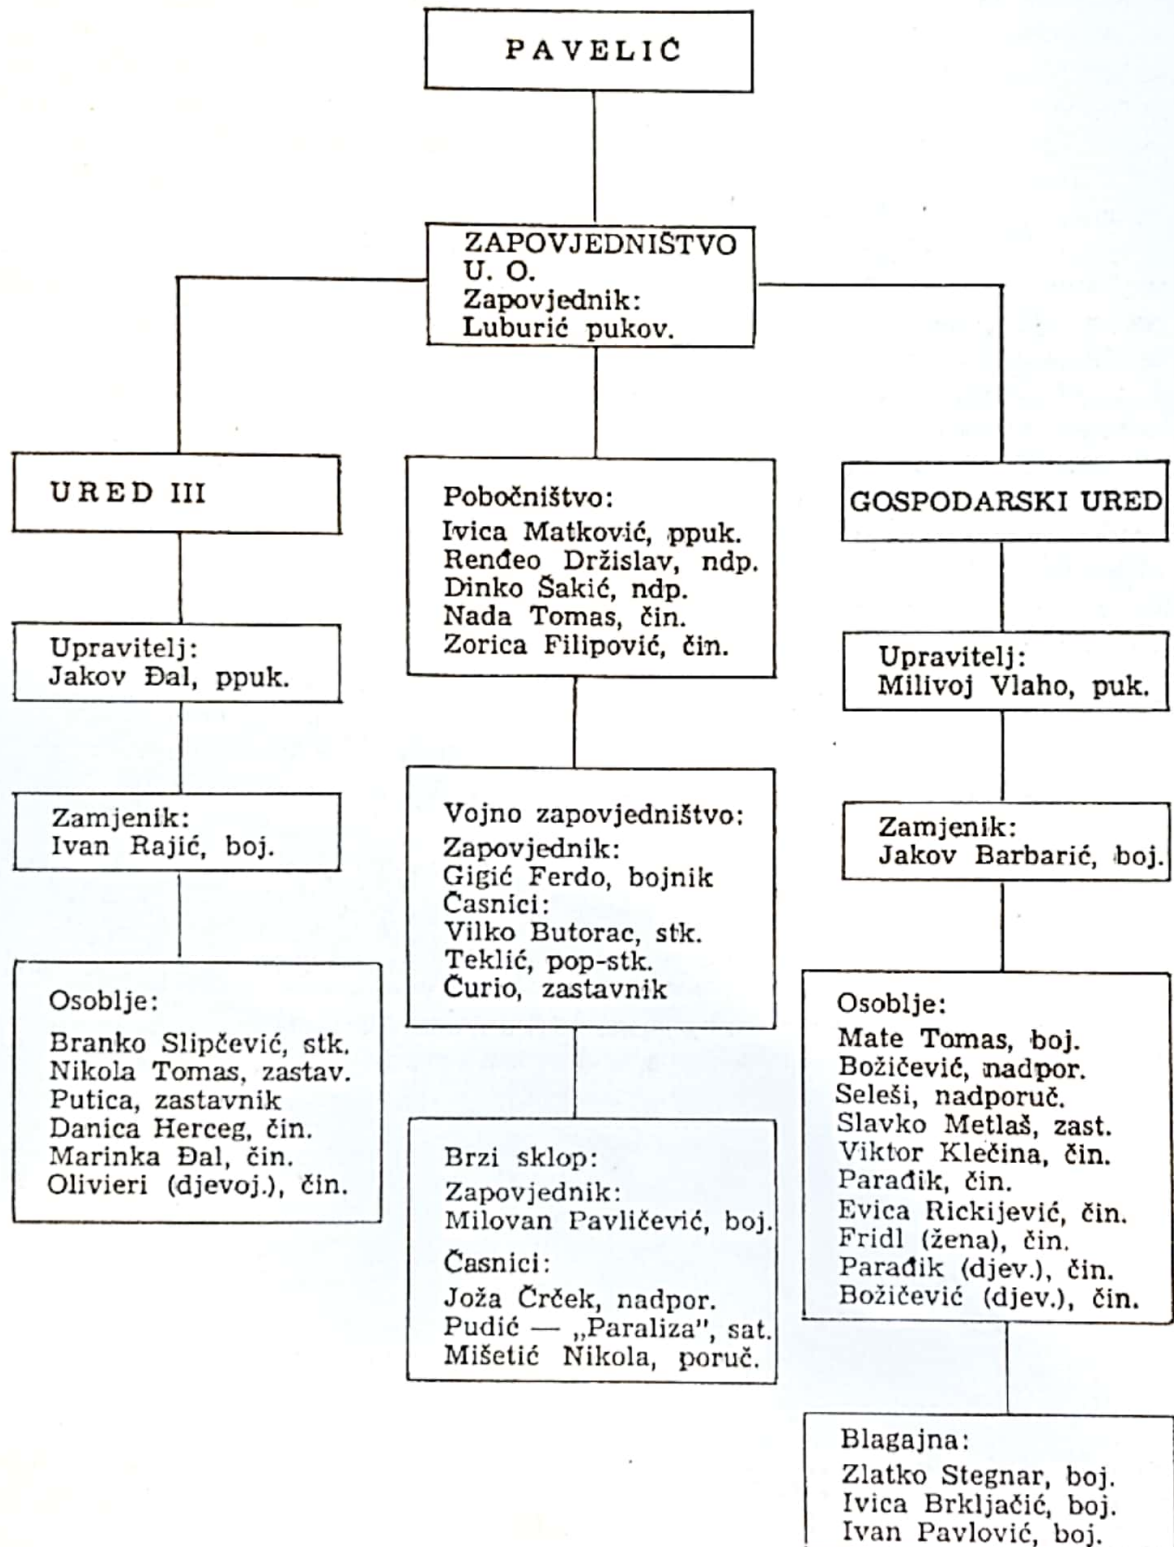 PAVELIĆ
ZAPOVJEDNIŠTVO
U. O.
Zapovjednik:
Luburić pukov.
URED III
Upravitelj:
Jakov Đal, ppuk.
Zamjenik:
Ivan Rajić, boj.
Osoblje:
Branko Slipčević, stk.
Nikola Tomas, zastav.
Putica, zastavnik
Danica Herceg, čin.
Marinka Đal, čin.
Olivieri (djevoj.), čin.
Pobočništvo:
Ivica Matković, ppuk.
Renđeo Držislav, ndp.
Dinko Šakić, ndp.
Nada Tomas, čin.
Zorica Filipović, čin.
Vojno zapovjedništvo:
Zapovjednik:
Gigić Ferdo, bojnik
Časnici:
Vilko Butorac, stk.
Teklić, pop-stk.
Čurio, zastavnik
Brzi sklop:
Zapovjednik:
Milovan Pavličević, boj.
Časnici:
Joža Črček, nadpor.
Pudić — „Paraliza”, sat.
Mišetić Nikola, poruč.
GOSPODARSKI URED
Upravitelj:
Milivoj Vlaho, puk.
Zamjenik:
Jakov Barbarić, boj.
Osoblje:
Mate Tomas, boj.
Božičević, nadpor.
Seleši, nadporuč.
Slavko Metlaš, zast.
Viktor Klečina, čin.
Parađik, čin.
Evica Rickijević, čin.
Fridl (žena), čin.
Parađik (djev.), čin.
Božičević (djev.), čin.
Blagajna:
Zlatko Stegnar, boj.
Ivica Brkljačić, boj.
Ivan Pavlović, boj.